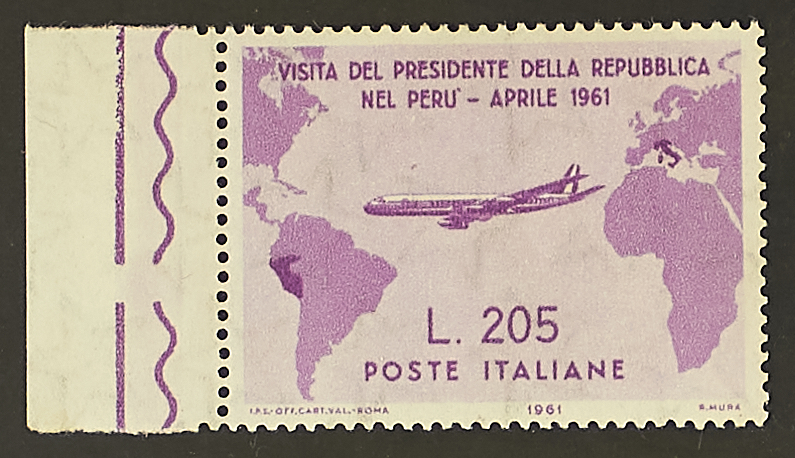 VISITA DEL PRESIDENTE DELLA REPUBBLICA
NEL PERU' - APRILE 1961
L. 205
POSTE ITALIANE
I.P.S.-OFF.CART.VAL.-ROMA 1961 R.MURA